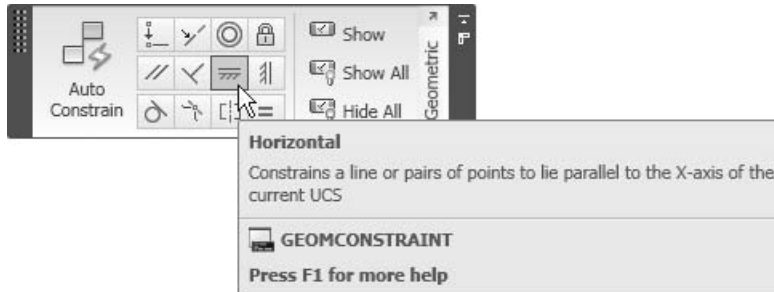 Auto
Constrain
Show
Show All
Hide All
Geometric
Horizontal
Constrains a line or pairs of points to lie parallel to the X-axis of the
current UCS
GEOMCONSTRAINT
Press F1 for more help